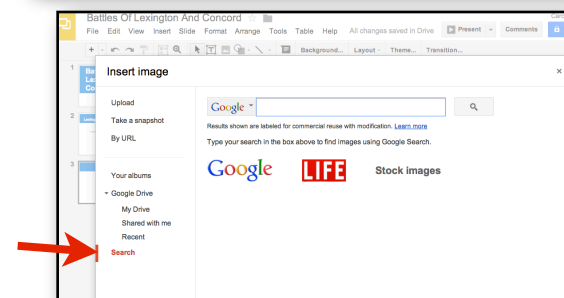 Battles Of Lexington And Concord
File Edit View Insert Slide Format Arrange Tools Table Help All changes saved in Drive Present Comments
Background... Layout Theme... Transition...
1
Insert image
×
Upload
Google
Take a snapshot
Results shown are labeled for commercial reuse with modification. Learn more
By URL
Type your search in the box above to find images using Google Search.
2
Google LIFE Stock images
3
Your albums
Google Drive
My Drive
Shared with me
Recent
Search